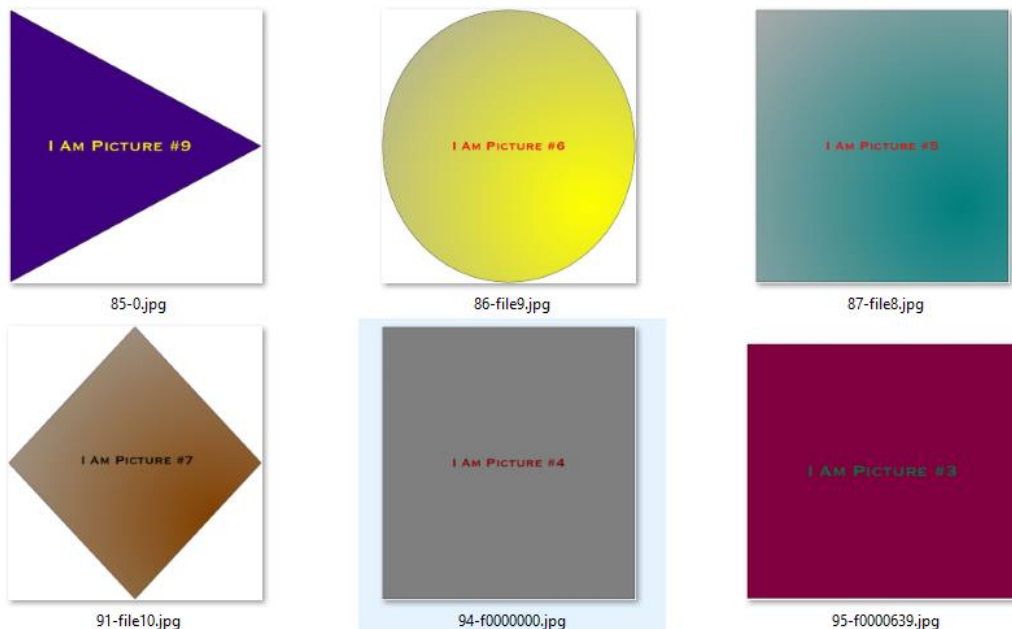 I Am Picture #9
I Am Picture #6
I Am Picture #5
85-0.jpg
86-file9.jpg
87-file8.jpg
I Am Picture #7
I Am Picture #4
I Am Picture #3
91-file10.jpg
94-f0000000.jpg
95-f0000639.jpg